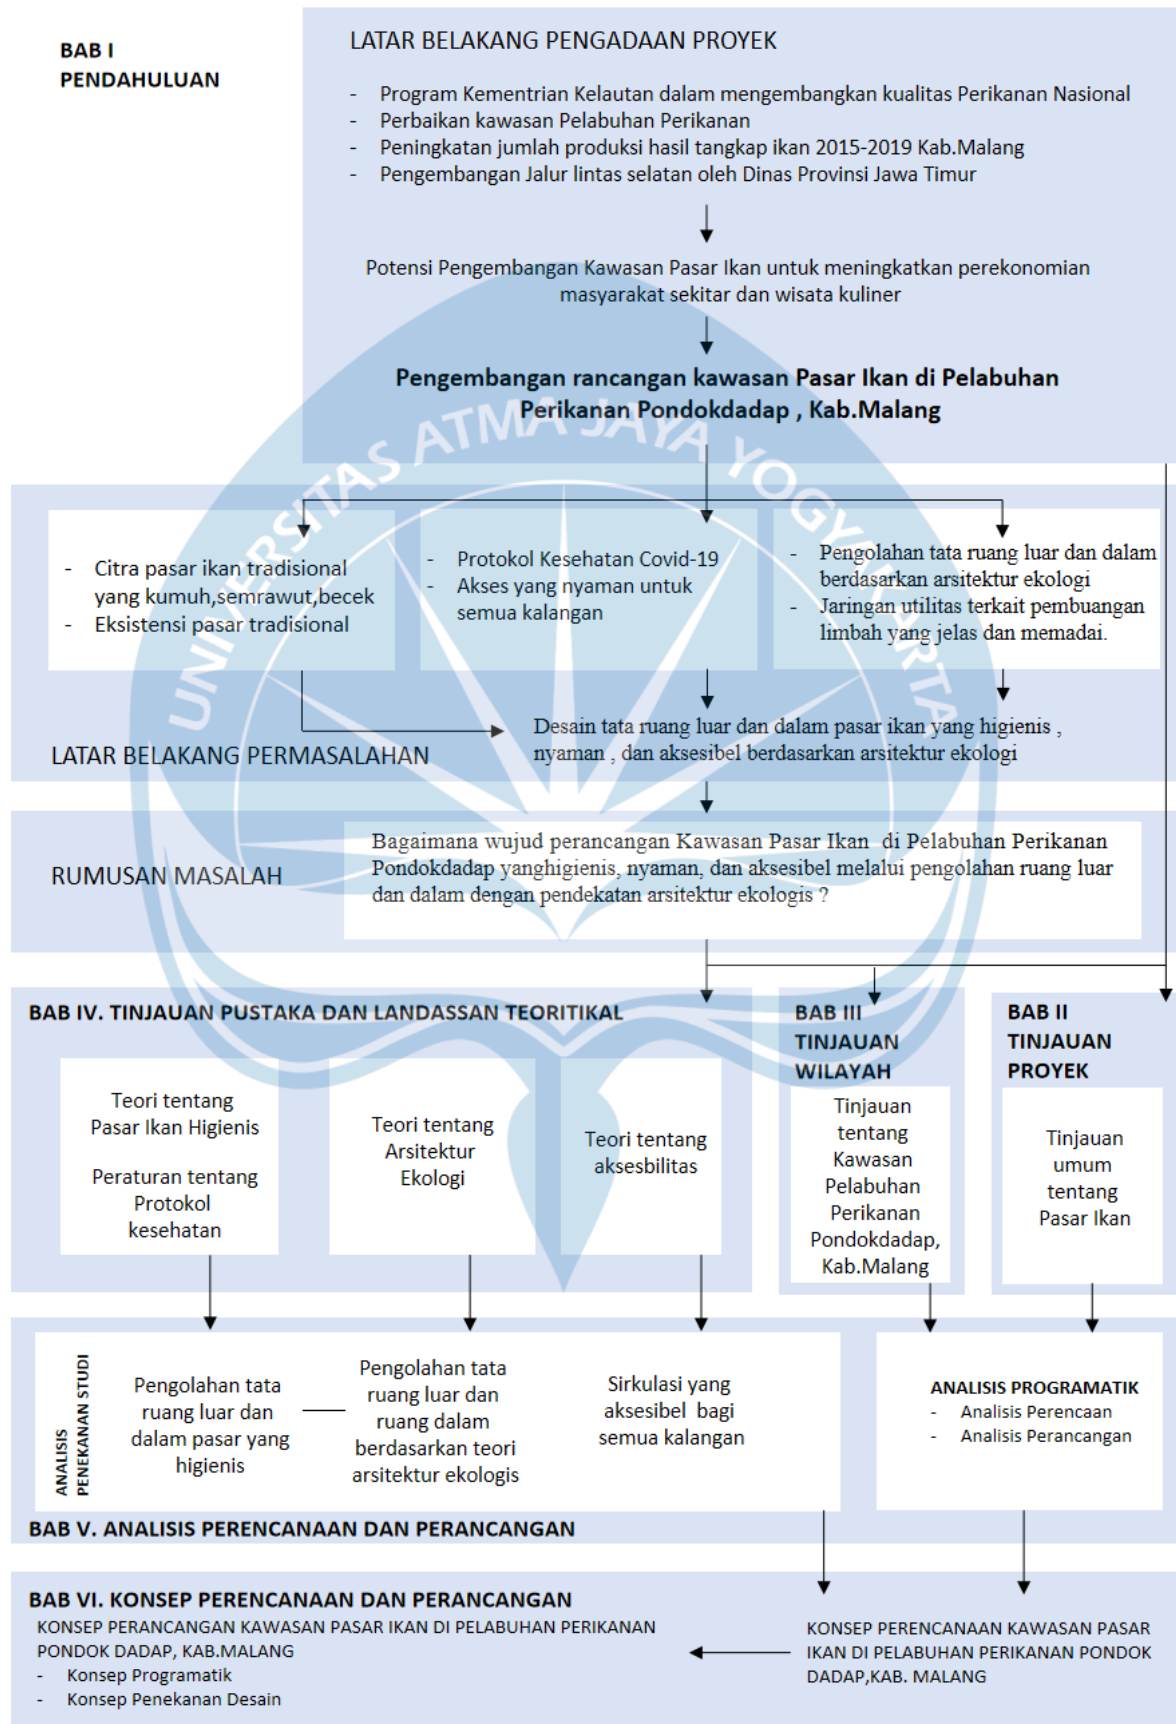 BAB I
PENDAHULUAN
LATAR BELAKANG PENGADAAN PROYEK
- Program Kementrian Kelautan dalam mengembangkan kualitas Perikanan Nasional
- Perbaikan kawasan Pelabuhan Perikanan
- Peningkatan jumlah produksi hasil tangkap ikan 2015-2019 Kab.Malang
- Pengembangan Jalur lintas selatan oleh Dinas Provinsi Jawa Timur
Potensi Pengembangan Kawasan Pasar Ikan untuk meningkatkan perekonomian
masyarakat sekitar dan wisata kuliner
Pengembangan rancangan kawasan Pasar Ikan di Pelabuhan
Perikanan Pondokdadap , Kab.Malang
UNIVERSITAS ATMA JAYA YOGYAKARTA
- Citra pasar ikan tradisional
yang kumuh,semrawut,becek
- Eksistensi pasar tradisional
- Protokol Kesehatan Covid-19
- Akses yang nyaman untuk
semua kalangan
- Pengolahan tata ruang luar dan dalam
berdasarkan arsitektur ekologi
- Jaringan utilitas terkait pembuangan
limbah yang jelas dan memadai.
Desain tata ruang luar dan dalam pasar ikan yang higienis ,
nyaman , dan aksesibel berdasarkan arsitektur ekologi
LATAR BELAKANG PERMASALAHAN
RUMUSAN MASALAH
Bagaimana wujud perancangan Kawasan Pasar Ikan di Pelabuhan Perikanan
Pondokdadap yanghigienis, nyaman, dan aksesibel melalui pengolahan ruang luar
dan dalam dengan pendekatan arsitektur ekologis ?
BAB IV. TINJAUAN PUSTAKA DAN LANDASSAN TEORITIKAL
Teori tentang
Pasar Ikan Higienis
Peraturan tentang
Protokol
kesehatan
Teori tentang
Arsitektur
Ekologi
Teori tentang
aksesbilitas
BAB III
TINJAUAN
WILAYAH
Tinjauan
tentang
Kawasan
Pelabuhan
Perikanan
Pondokdadap,
Kab.Malang
BAB II
TINJAUAN
PROYEK
Tinjauan
umum
tentang
Pasar Ikan
ANALISIS
PENEKANAN STUDI
Pengolahan tata
ruang luar dan
dalam pasar yang
higienis
Pengolahan tata
ruang luar dan
ruang dalam
berdasarkan teori
arsitektur ekologis
Sirkulasi yang
aksesibel bagi
semua kalangan
ANALISIS PROGRAMATIK
- Analisis Perencaan
- Analisis Perancangan
BAB V. ANALISIS PERENCANAAN DAN PERANCANGAN
BAB VI. KONSEP PERENCANAAN DAN PERANCANGAN
KONSEP PERANCANGAN KAWASAN PASAR IKAN DI PELABUHAN PERIKANAN
PONDOK DADAP, KAB.MALANG
- Konsep Programatik
- Konsep Penekanan Desain
KONSEP PERENCANAAN KAWASAN PASAR
IKAN DI PELABUHAN PERIKANAN PONDOK
DADAP,KAB. MALANG